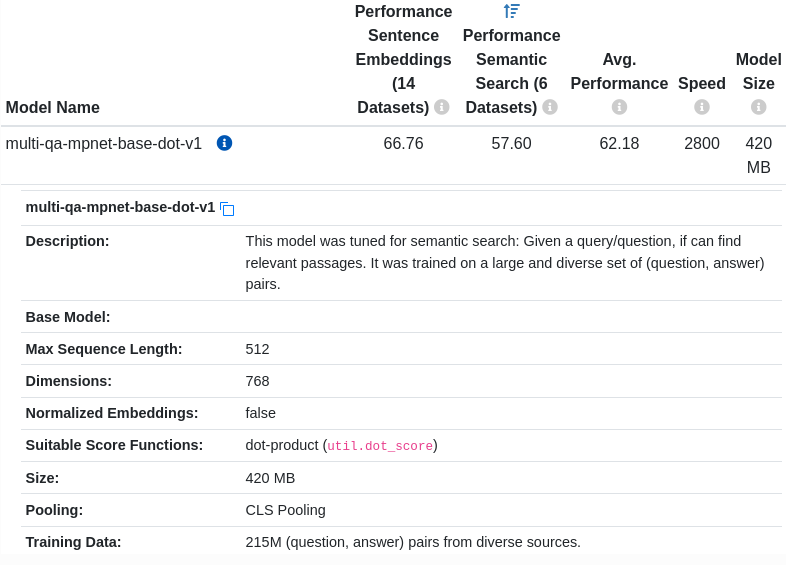 Performance
Sentence
Embeddings
(14
Datasets)
Performance
Semantic
Search (6
Datasets)
Avg.
Performance
Speed
Model
Size
Model Name
multi-qa-mpnet-base-dot-v1 66.76 57.60 62.18 2800 420
MB
multi-qa-mpnet-base-dot-v1
Description: This model was tuned for semantic search: Given a query/question, if can find
relevant passages. It was trained on a large and diverse set of (question, answer)
pairs.
Base Model:
Max Sequence Length: 512
Dimensions: 768
Normalized Embeddings: false
Suitable Score Functions: dot-product (util.dot_score)
Size: 420 MB
Pooling: CLS Pooling
Training Data: 215M (question, answer) pairs from diverse sources.